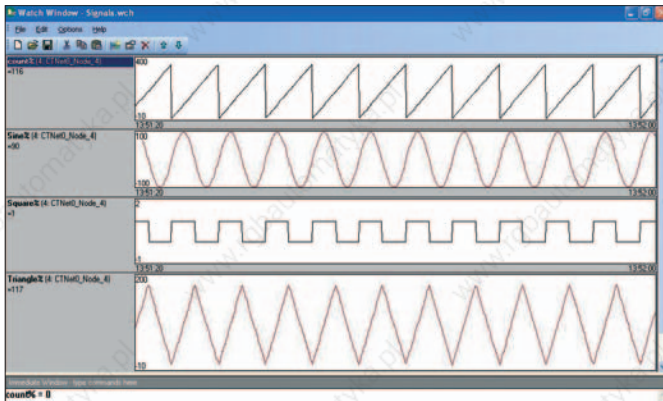 Watch Window - Signals.wch
File Edit Options Help
count% (4: CTNet0_Node_4)
=116
400
-10
13:51:20
13:52:00
Sine% (4: CTNet0_Node_4)
=90
100
-100
13:51:20
13:52:00
Square% (4: CTNet0_Node_4)
=1
2
-1
13:51:20
13:52:00
Triangle% (4: CTNet0_Node_4)
=117
200
-10
Immediate Window - type commands here
count% = 0
www.rgbautomatyka.pl